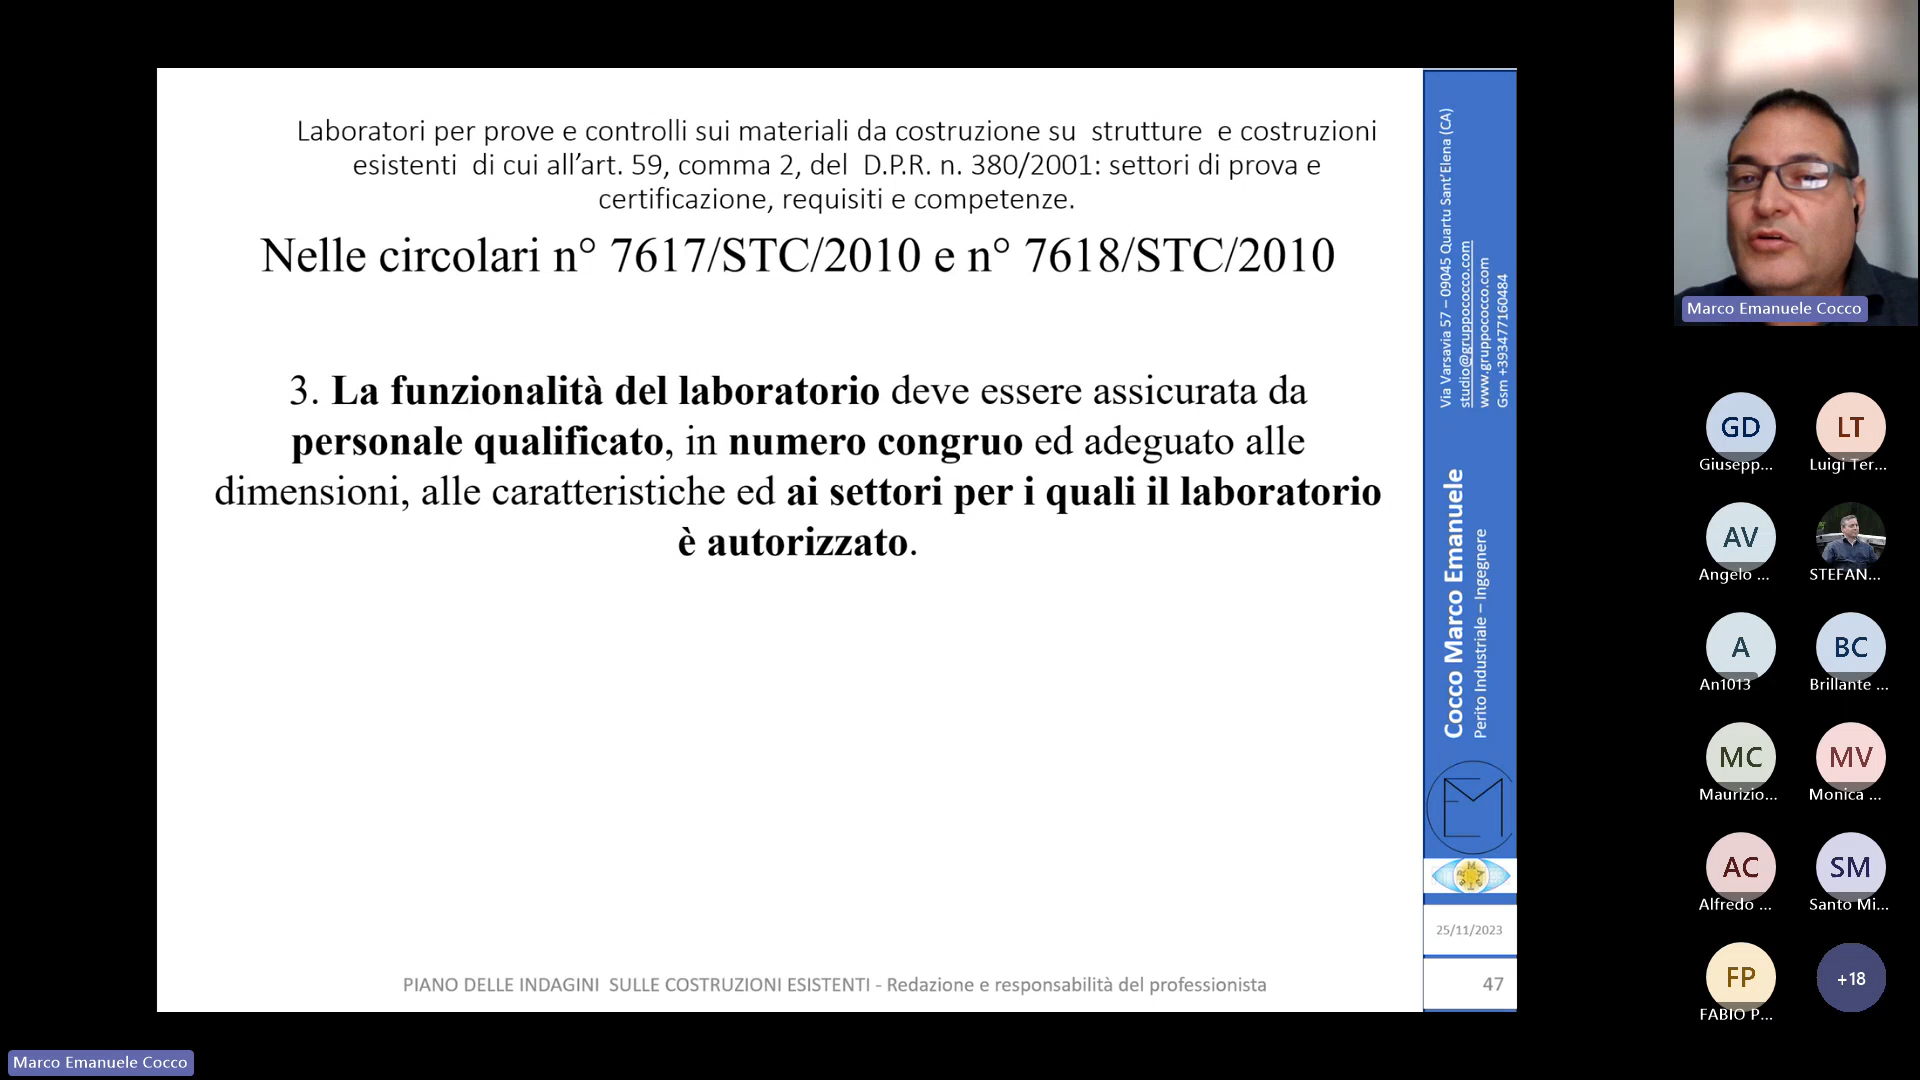 Laboratori per prove e controlli sui materiali da costruzione su strutture e costruzioni
esistenti di cui all'art. 59, comma 2, del D.P.R. n. 380/2001: settori di prova e
certificazione, requisiti e competenze.
Nelle circolari n° 7617/STC/2010 e n° 7618/STC/2010
3. La funzionalità del laboratorio deve essere assicurata da
personale qualificato, in numero congruo ed adeguato alle
dimensioni, alle caratteristiche ed ai settori per i quali il laboratorio
è autorizzato.
PIANO DELLE INDAGINI SULLE COSTRUZIONI ESISTENTI - Redazione e responsabilità del professionista
Via Varsavia 57 – 09045 Quartu Sant'Elena (CA)
studio@gruppococco.com
www.gruppococco.com
Gsm +393477160484
Cocco Marco Emanuele
Perito Industriale – Ingegnere
25/11/2023
47
Marco Emanuele Cocco
GD
Giusepp...
LT
Luigi Ter...
AV
Angelo ...
STEFAN...
A
An1013
BC
Brillante ...
MC
Maurizio...
MV
Monica ...
AC
Alfredo ...
SM
Santo Mi...
FP
FABIO P...
+18
Marco Emanuele Cocco